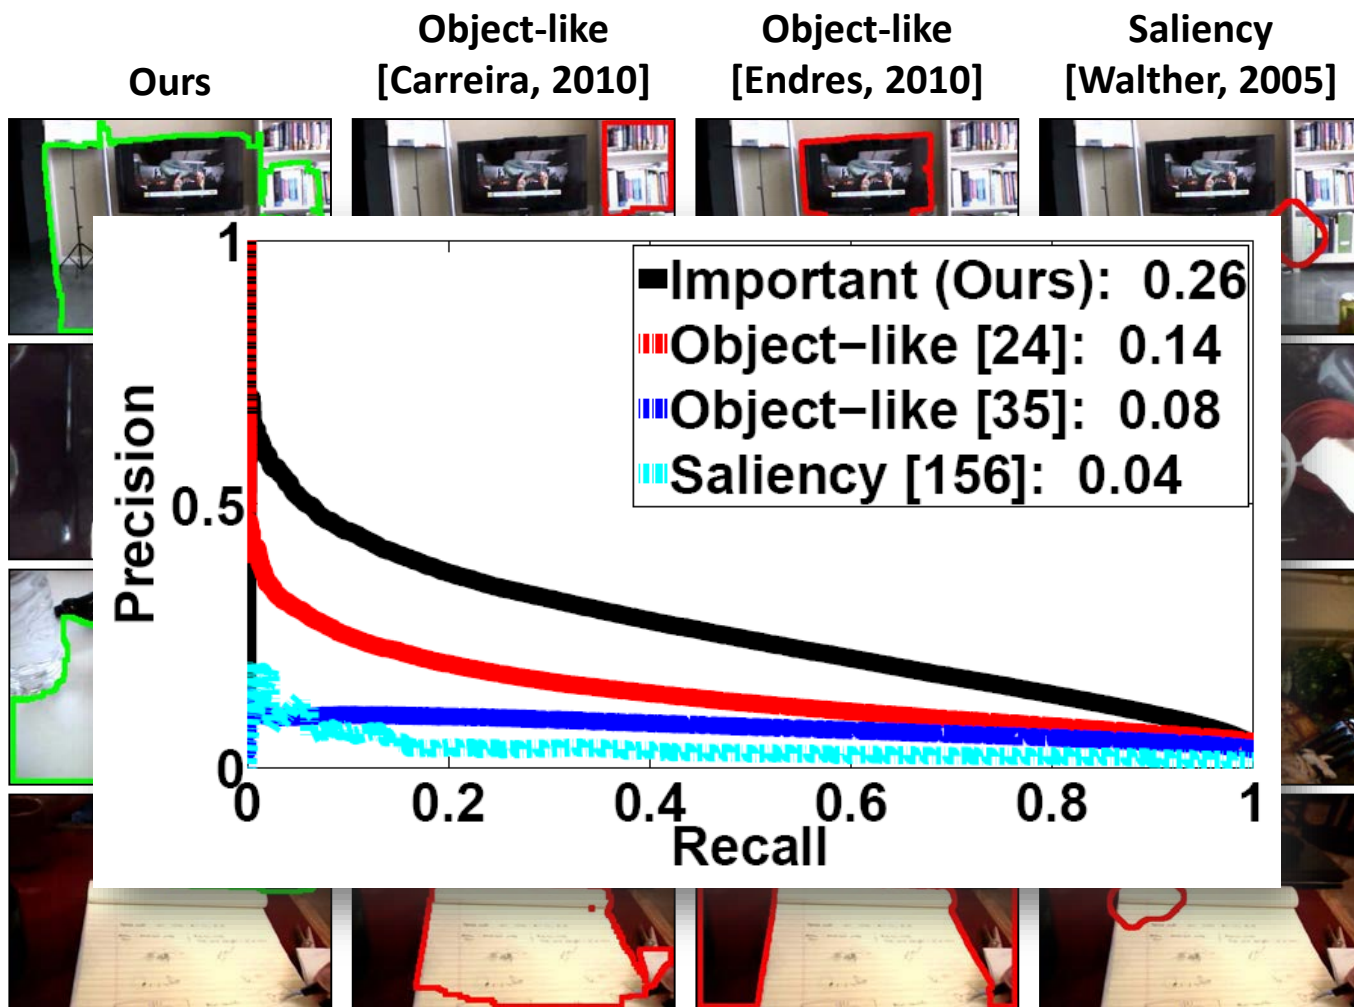 Ours
Object-like
[Carreira, 2010]
Object-like
[Endres, 2010]
Saliency
[Walther, 2005]
1
0.5
0
Precision
Important (Ours): 0.26
Object−like [24]: 0.14
Object−like [35]: 0.08
Saliency [156]: 0.04
0
0.2
0.4
0.6
0.8
1
Recall